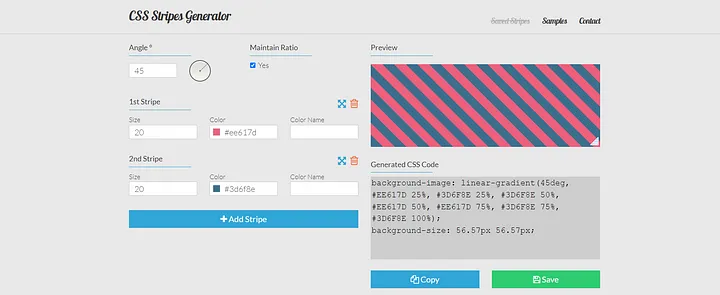 CSS Stripes Generator
Saved Stripes Samples Contact
Angle °
45
Maintain Ratio
Yes
1st Stripe
Size Color Color Name
20 #ee617d
2nd Stripe
Size Color Color Name
20 #3d6f8e
Add Stripe
Preview
Generated CSS Code
background-image: linear-gradient(45deg,
#EE617D 25%, #3D6F8E 25%, #3D6F8E 50%,
#EE617D 50%, #EE617D 75%, #3D6F8E 75%,
#3D6F8E 100%);
background-size: 56.57px 56.57px;
Copy Save